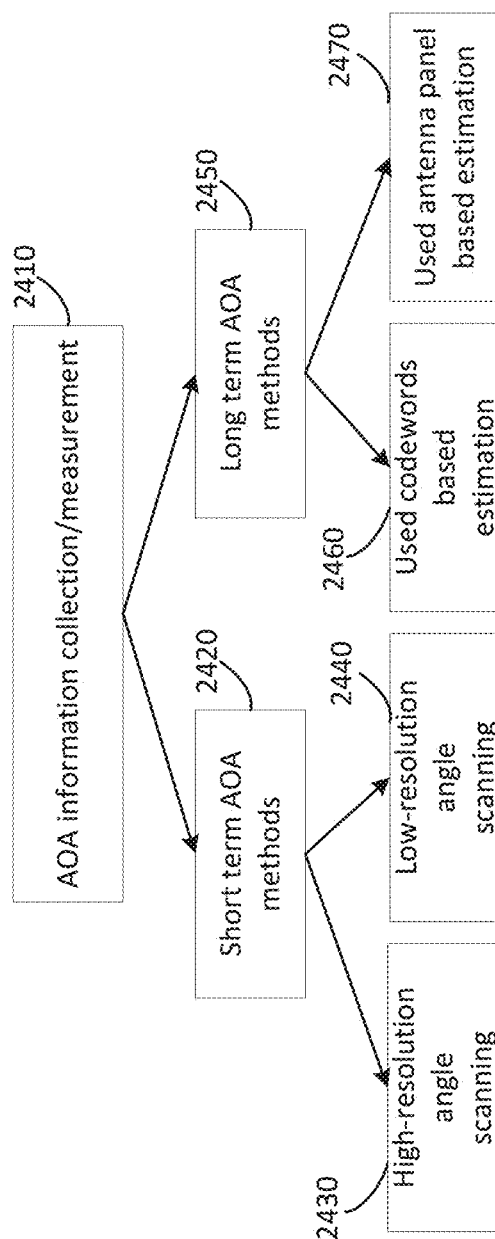 2410
AOA information collection/measurement
2420
Short term AOA
methods
2450
Long term AOA
methods
2430
High-resolution
angle
scanning
2440
Low-resolution
angle
scanning
2460
Used codewords
based
estimation
2470
Used antenna panel
based estimation